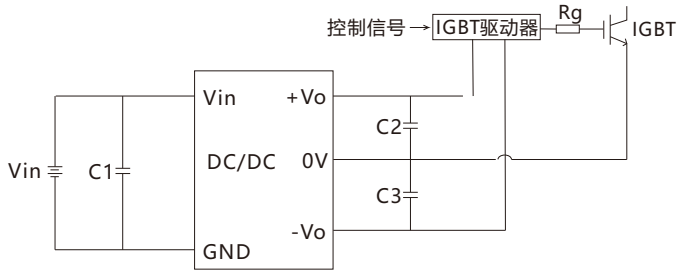 控制信号
IGBT驱动器
Rg
IGBT
Vin
+Vo
C2
Vin
C1
DC/DC
0V
C3
-Vo
GND